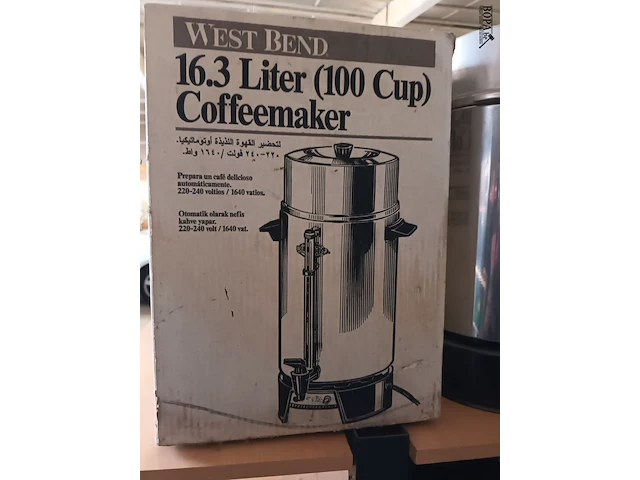 WEST BEND
16.3 Liter (100 Cup)
Coffeemaker
لتحضير القهوة اللذيذة أوتوماتيكيا.
٢٢٠-٢٤٠ فولت / ١٦٤٠ واط.
Prepara un café delicioso
automáticamente.
220-240 voltios / 1640 vatios.
Otomatik olarak nefis
kahve yapar.
220-240 volt / 1640 vat.